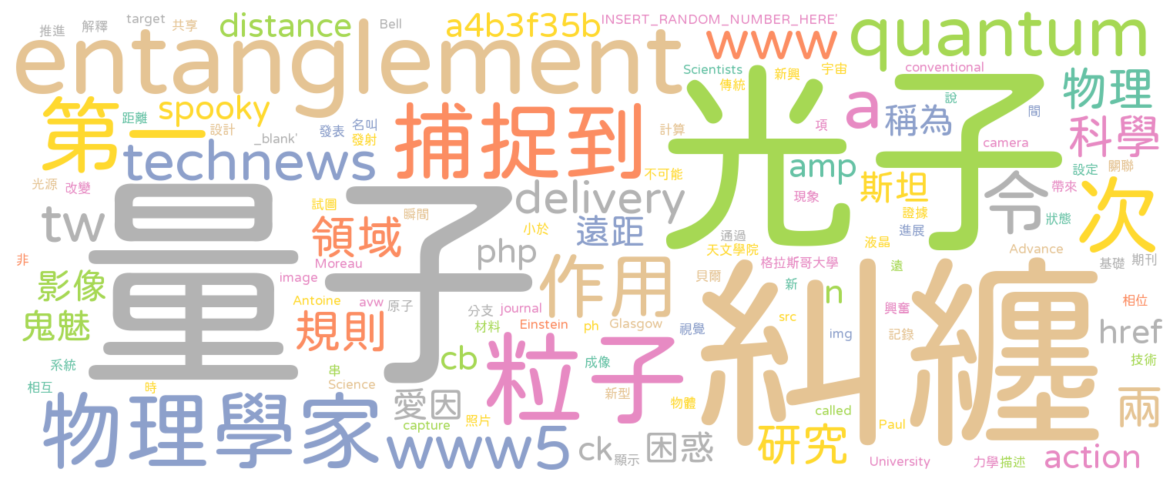 推進 解釋 target 共享 distance Bell a4b3f35b INSERT_RANDOM_NUMBER_HERE' www quantum
entanglement
Scientists 傳統 新興 宇宙 conventional 物理
第一 spooky 距離 設計 _blank' 發表 名叫 發射 捕捉到 計算 光子 項 a 稱為 說 間 科學
technews 不可能 amp camera
光源 改變 量子 試圖 瞬間 delivery 現象 斯坦 證據 令 設定 關聯 帶來 次
tw 領域 php 小於 遠距 通過 天文學院 液晶 進展 狀態
非 影像 Moreau image 作用 格拉斯哥大學 貝爾 新 遠 Advance 基礎 期刊
鬼魅 規則 Antoine avw 原子 分支 journal n 興奮 相位
材料 Einstein ph Glasgow 視覺 糾纏 src img 記錄 href
系統 串 cb 粒子 成像 技術
相互 時 Science 愛因 新型 物體 兩
物理學家 capture 照片 www5 called 研究 Paul
ck 顯示 困惑 University 力學 描述 action